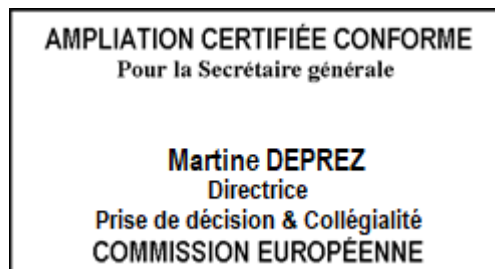 AMPLIATION CERTIFIÉE CONFORME
Pour la Secrétaire générale
Martine DEPREZ
Directrice
Prise de décision & Collégialité
COMMISSION EUROPÉENNE